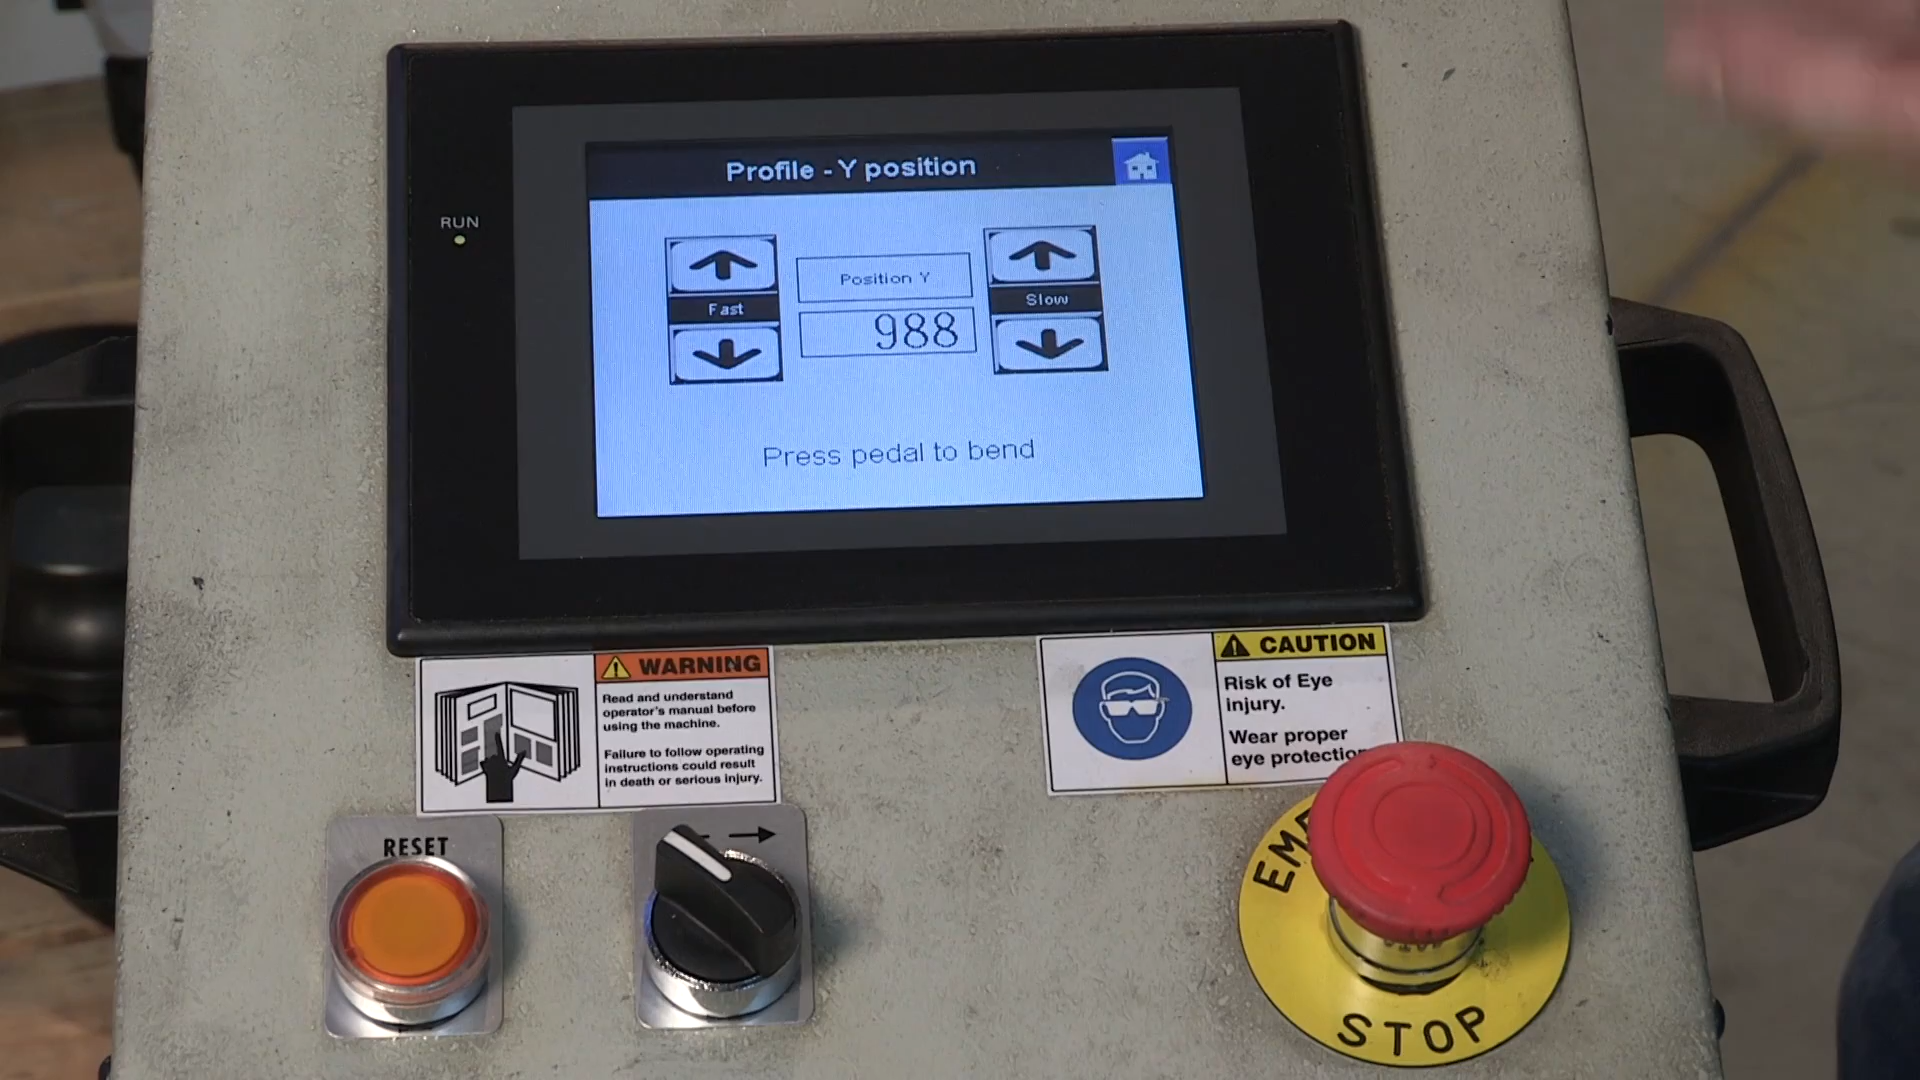 Profile - Y position
RUN
Position Y
Fast
Slow
988
Press pedal to bend
WARNING
Read and understand
operator's manual before
using the machine.
Failure to follow operating
instructions could result
in death or serious injury.
CAUTION
Risk of Eye
injury.
Wear proper
eye protection
RESET
STOP